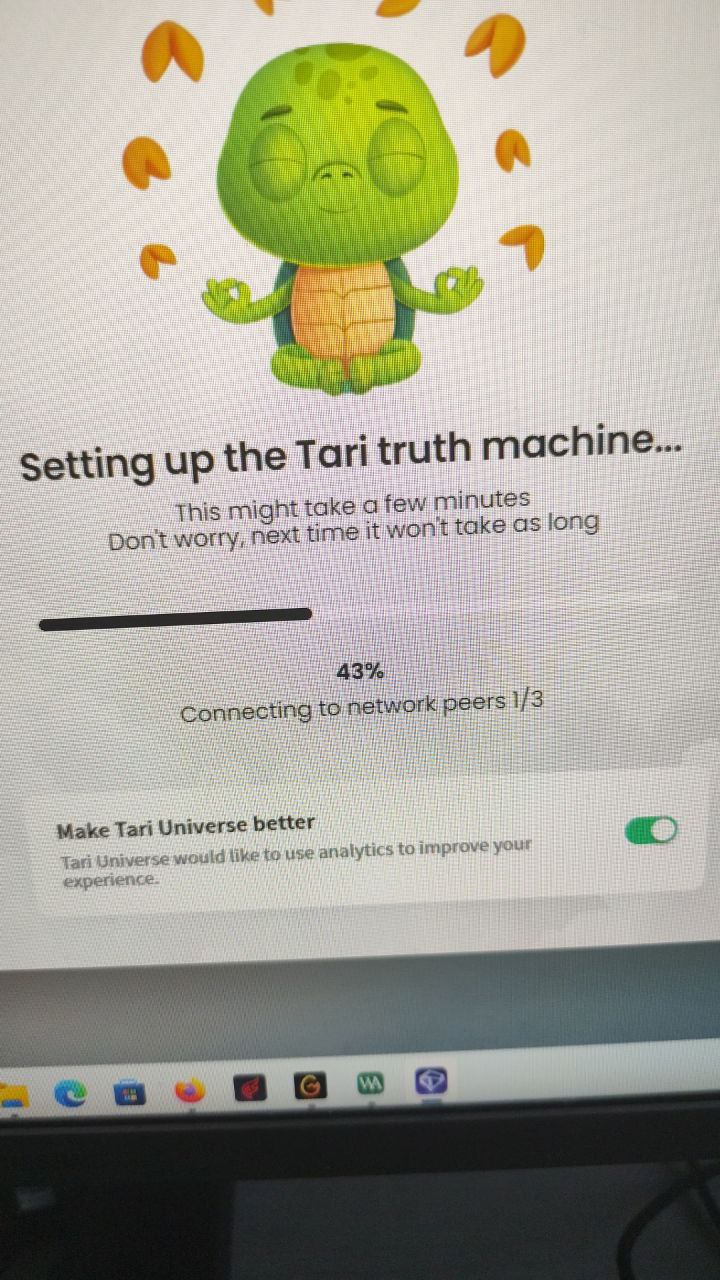 Setting up the Tari truth machine...
This might take a few minutes
Don't worry, next time it won't take as long
43%
Connecting to network peers 1/3
Make Tari Universe better
Tari Universe would like to use analytics to improve your
experience.
WA